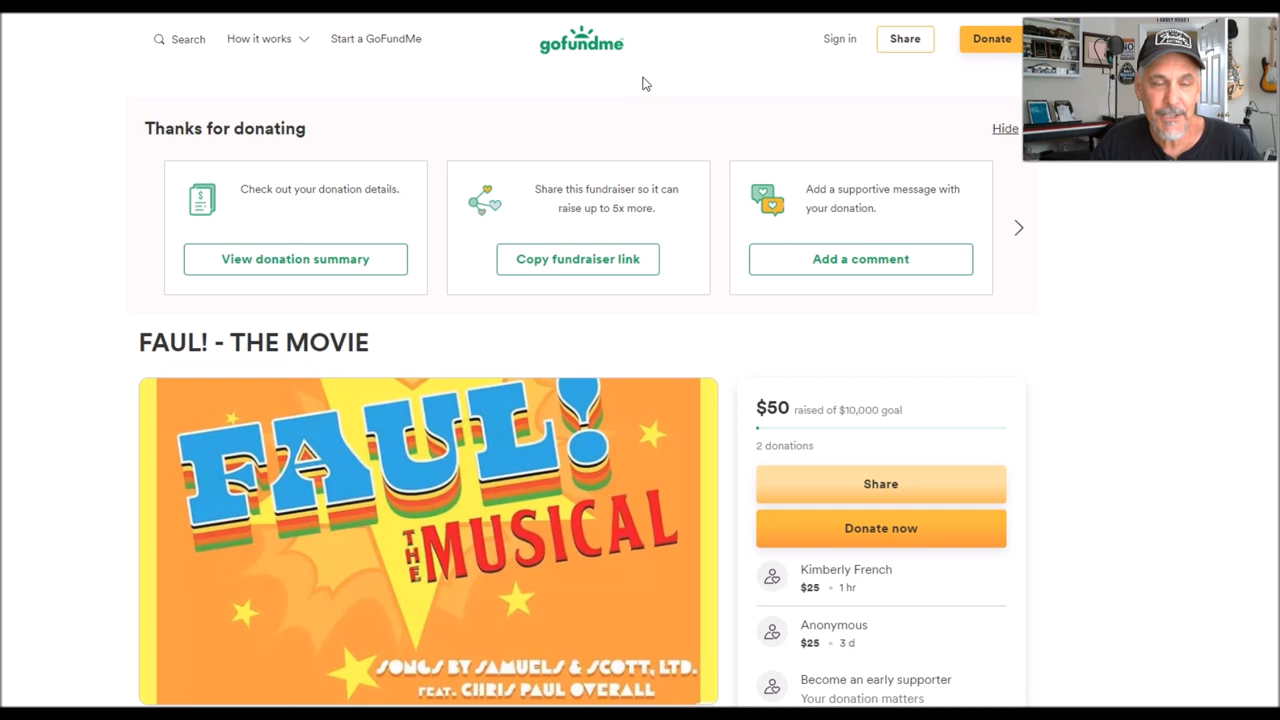 Search
How it works
Start a GoFundMe
gofundme
Sign in
Share
Donate
Thanks for donating
Hide
Check out your donation details.
View donation summary
Share this fundraiser so it can
raise up to 5x more.
Copy fundraiser link
Add a supportive message with
your donation.
Add a comment
FAUL! - THE MOVIE
FAUL!
THE MUSICAL
SONGS BY SAMUELS & SCOTT, LTD.
FEAT. CHRIS PAUL OVERALL
$50 raised of $10,000 goal
2 donations
Share
Donate now
Kimberly French
$25 • 1 hr
Anonymous
$25 • 3 d
Become an early supporter
Your donation matters